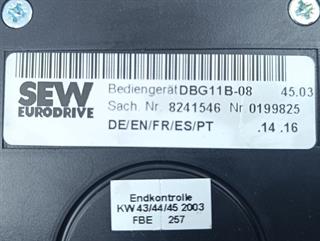 SEW
EURODRIVE
Bediengerät DBG11B-08 45.03
Sach. Nr. 8241546 Nr 0199825
DE/EN/FR/ES/PT .14 .16
Endkontrolle
KW 43/44/45 2003
FBE 257